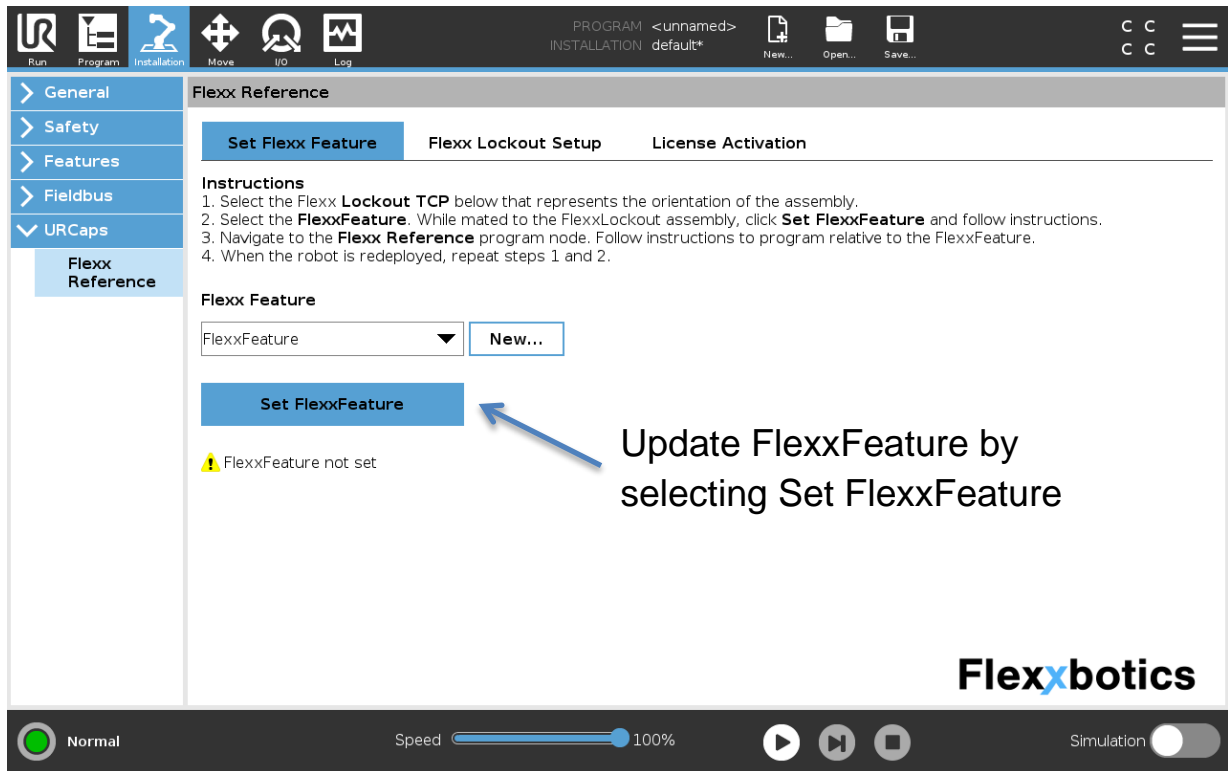 PROGRAM <unnamed>
INSTALLATION default*
New... Open... Save...
C C
C C
Run Program Installation Move I/O Log
General
Safety
Features
Fieldbus
URCaps
Flexx
Reference
Flexx Reference
Set Flexx Feature Flexx Lockout Setup License Activation
Instructions
1. Select the Flexx Lockout TCP below that represents the orientation of the assembly.
2. Select the FlexxFeature. While mated to the FlexxLockout assembly, click Set FlexxFeature and follow instructions.
3. Navigate to the Flexx Reference program node. Follow instructions to program relative to the FlexxFeature.
4. When the robot is redeployed, repeat steps 1 and 2.
Flexx Feature
FlexxFeature New...
Set FlexxFeature
FlexxFeature not set
Update FlexxFeature by
selecting Set FlexxFeature
Flexxbotics
Normal Speed 100% Simulation